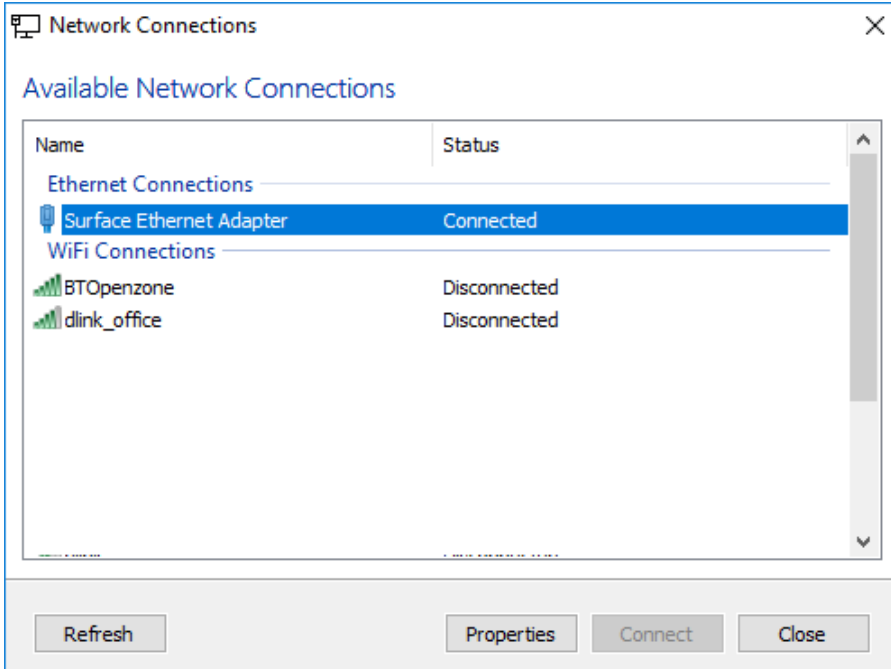 Network Connections
Available Network Connections
Name Status
Ethernet Connections
Surface Ethernet Adapter Connected
WiFi Connections
BTOpenzone Disconnected
dlink_office Disconnected
Refresh Properties Connect Close